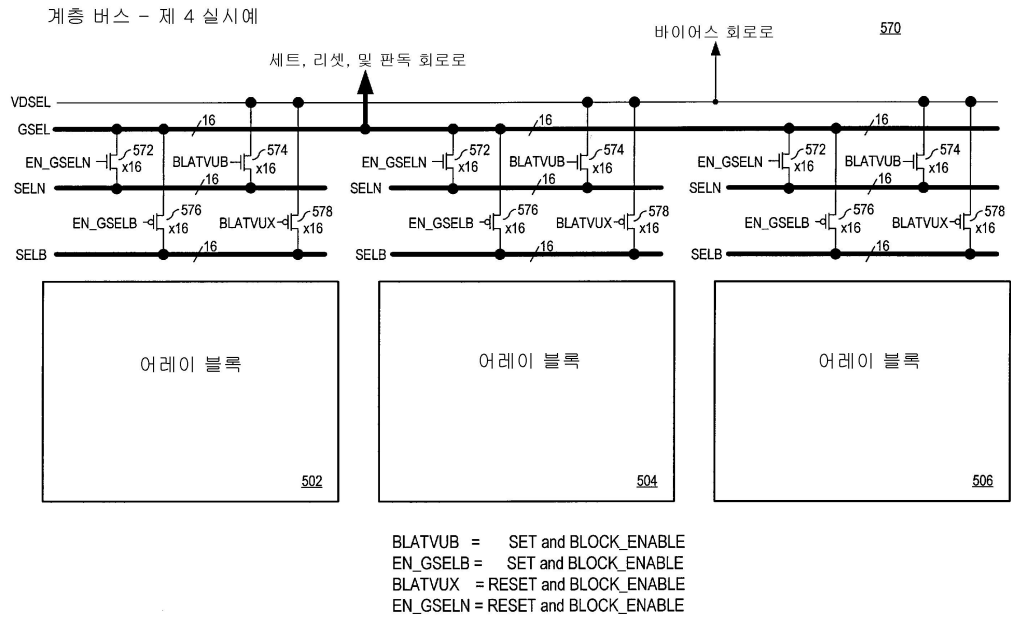 계층 버스 – 제 4 실시예
570
바이어스 회로로
세트, 리셋, 및 판독 회로로
VDSEL
GSEL
16
16
16
EN_GSELN
572
x16
BLATVUB
574
x16
EN_GSELN
572
x16
BLATVUB
574
x16
EN_GSELN
572
x16
BLATVUB
574
x16
SELN
16
SELN
16
SELN
16
EN_GSELB
576
x16
BLATVUX
578
x16
EN_GSELB
576
x16
BLATVUX
578
x16
EN_GSELB
576
x16
BLATVUX
578
x16
SELB
16
SELB
16
SELB
16
어레이 블록
어레이 블록
어레이 블록
502
504
506
BLATVUB = SET and BLOCK_ENABLE
EN_GSELB = SET and BLOCK_ENABLE
BLATVUX = RESET and BLOCK_ENABLE
EN_GSELN = RESET and BLOCK_ENABLE